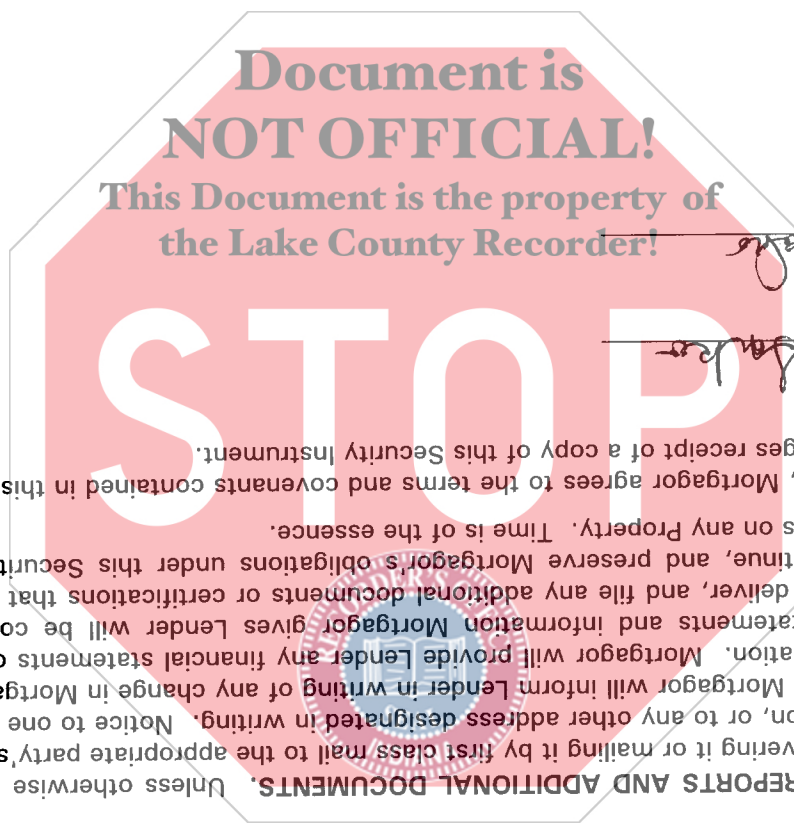 Document is
NOT OFFICIAL!
This Document is the property of
the Lake County Recorder!
STOP
REPORTS AND ADDITIONAL DOCUMENTS. Unless otherwise
vering it or mailing it by first class mail to the appropriate party's
on, or to any other address designated in writing. Notice to one
Mortgagor will inform Lender in writing of any change in Mortga
ation. Mortgagor will provide Lender any financial statements o
tatements and information Mortgagor gives Lender will be co
deliver, and file any additional documents or certifications that
tinue, and preserve Mortgagor's obligations under this Securit
s on any Property. Time is of the essence.
, Mortgagor agrees to the terms and covenants contained in this
ges receipt of a copy of this Security Instrument.